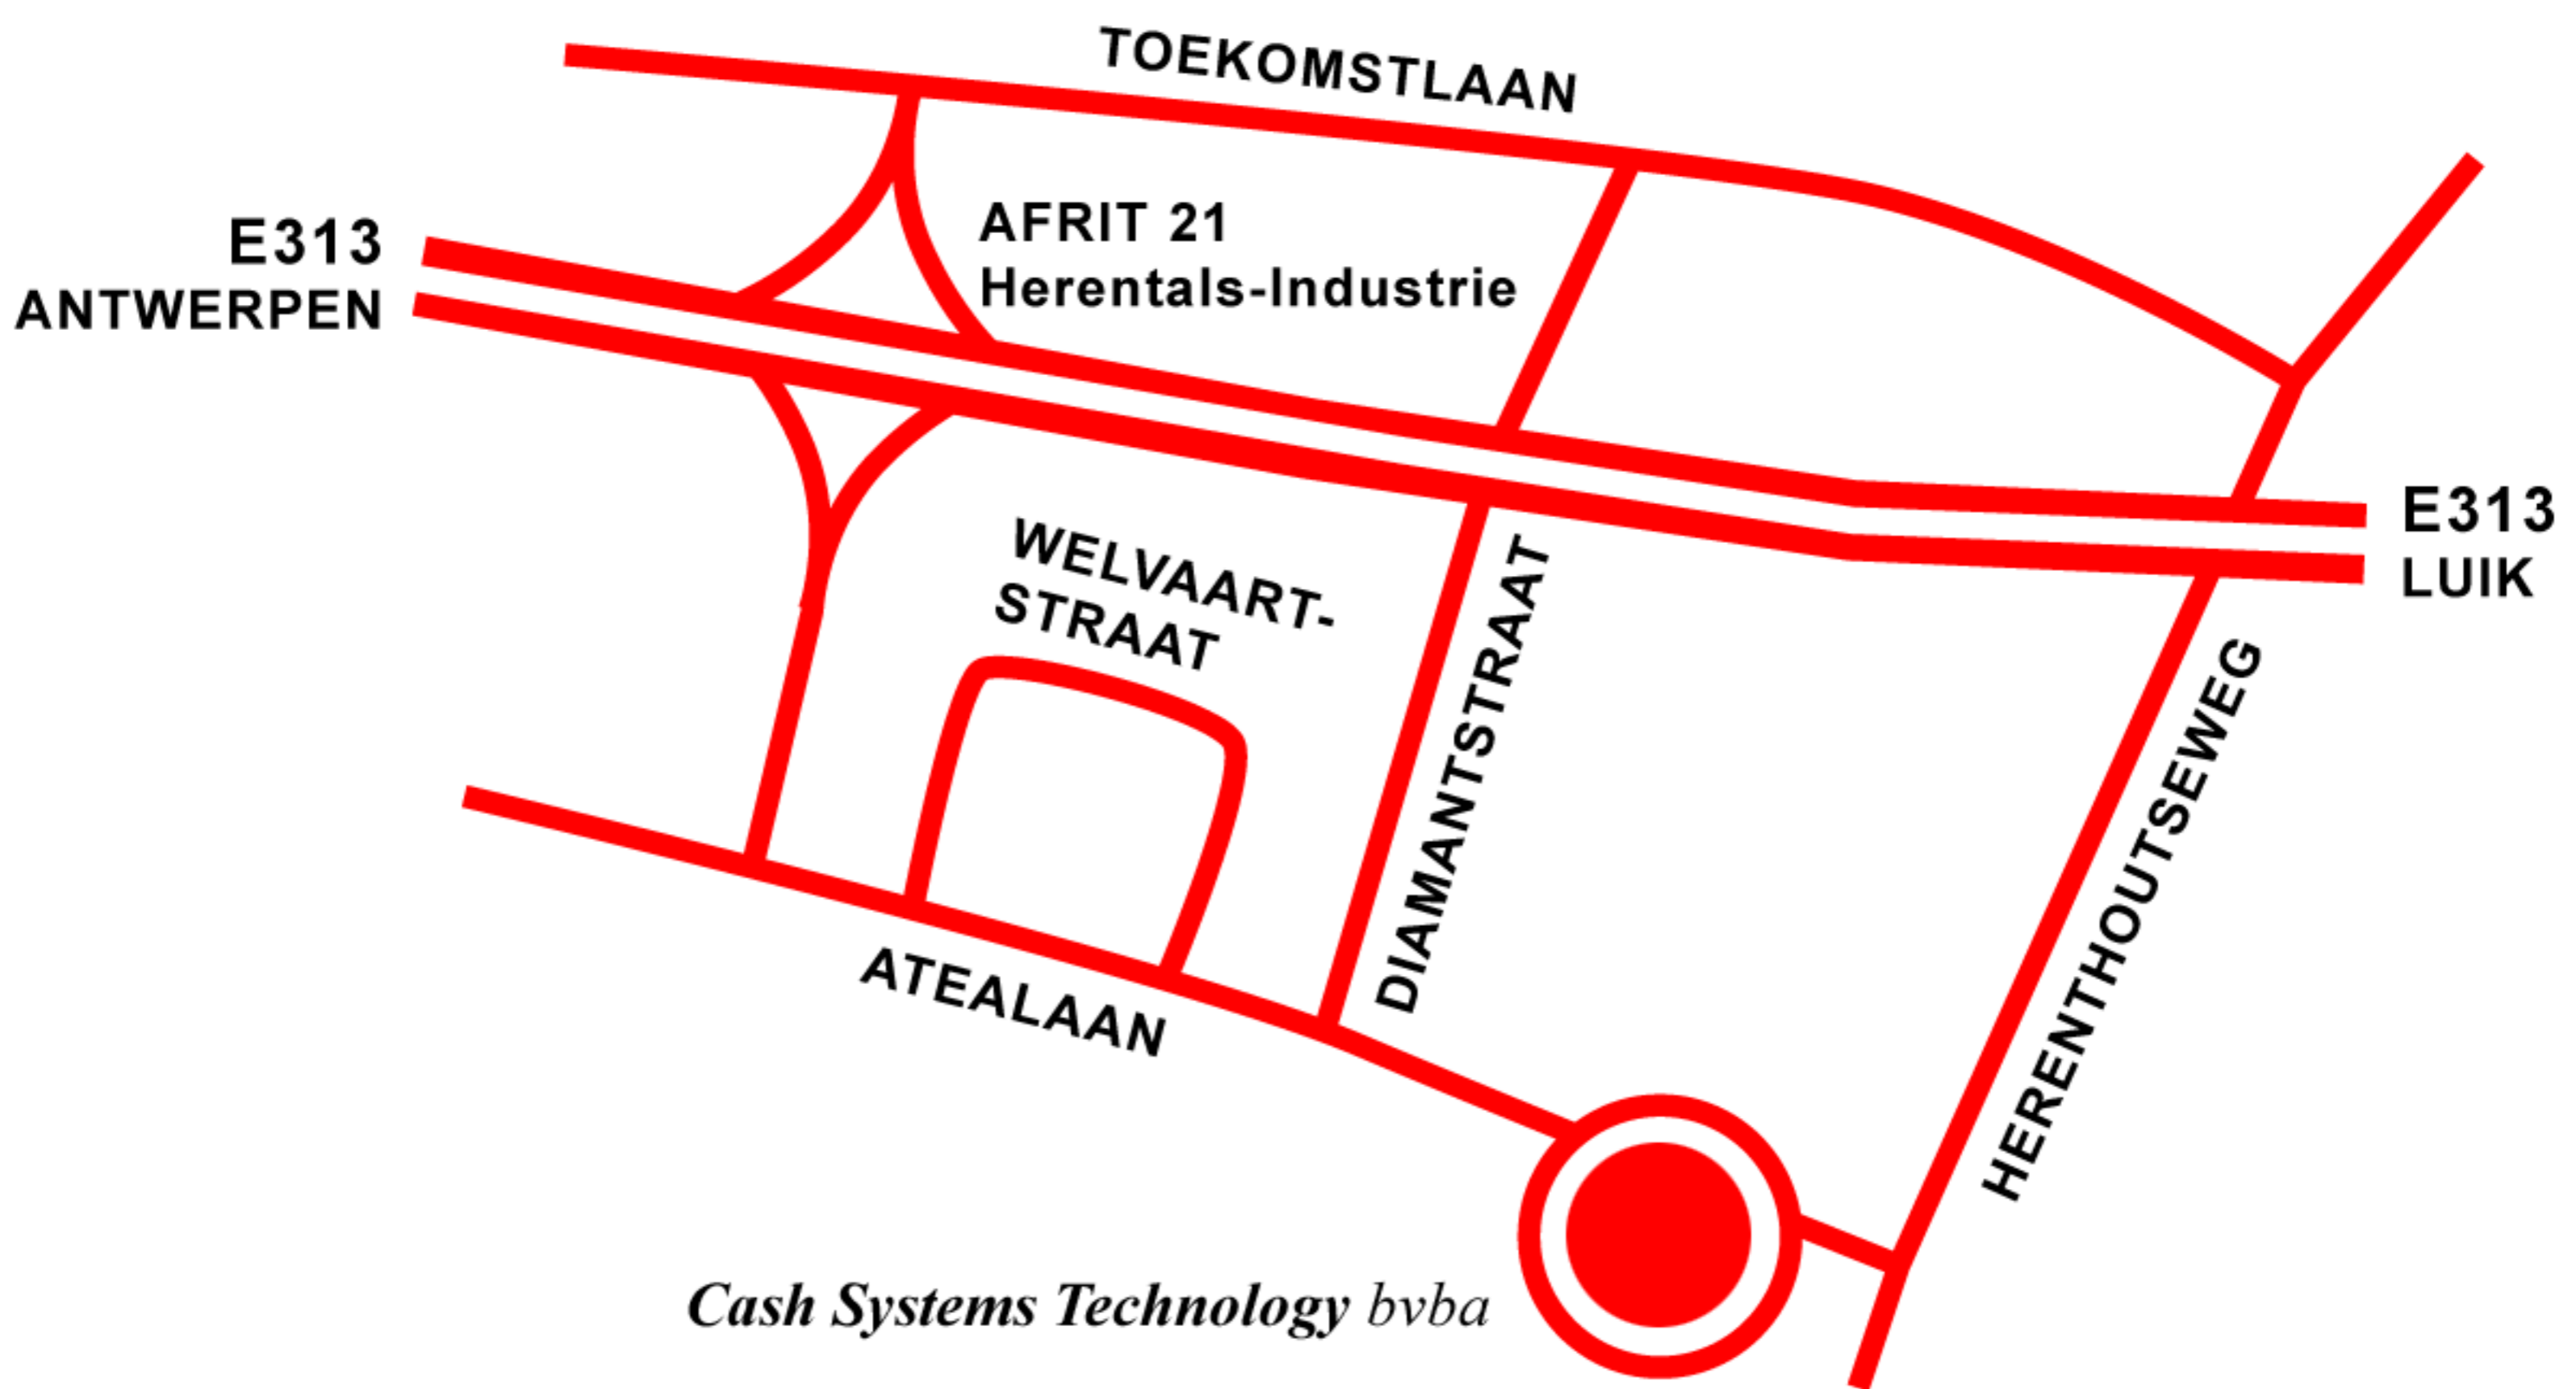 TOEKOMSTLAAN
AFRIT 21
Herentals-Industrie
E313
ANTWERPEN
E313
LUIK
WELVAART-
STRAAT
DIAMANTSTRAAT
HERENTHOUTSEWEG
ATEALAAN
Cash Systems Technology bvba